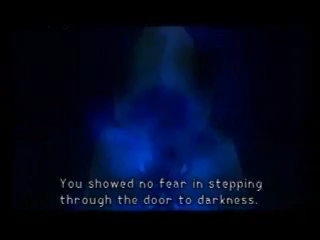 You showed no fear in stepping
through the door to darkness.